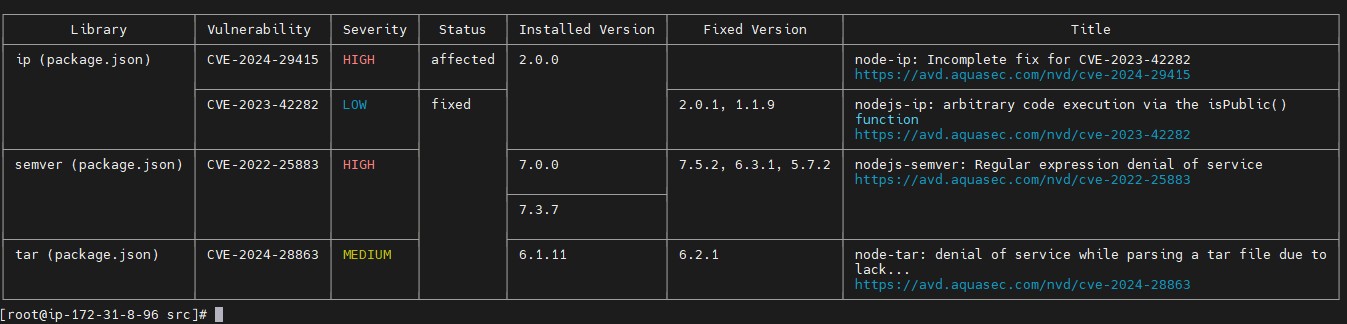 Library Vulnerability Severity Status Installed Version Fixed Version Title
ip (package.json) CVE-2024-29415 HIGH affected 2.0.0 node-ip: Incomplete fix for CVE-2023-42282
https://avd.aquasec.com/nvd/cve-2024-29415
CVE-2023-42282 LOW fixed 2.0.1, 1.1.9 nodejs-ip: arbitrary code execution via the isPublic()
function
https://avd.aquasec.com/nvd/cve-2023-42282
semver (package.json) CVE-2022-25883 HIGH 7.0.0 7.5.2, 6.3.1, 5.7.2 nodejs-semver: Regular expression denial of service
https://avd.aquasec.com/nvd/cve-2022-25883
7.3.7
tar (package.json) CVE-2024-28863 MEDIUM 6.1.11 6.2.1 node-tar: denial of service while parsing a tar file due to
lack...
https://avd.aquasec.com/nvd/cve-2024-28863
[root@ip-172-31-8-96 src]#